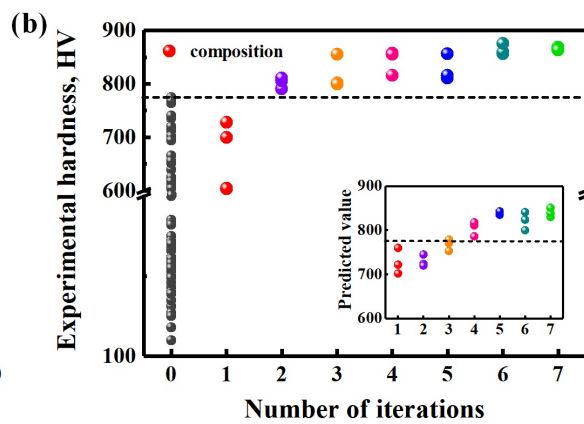 (b)
Experimental hardness, HV
900
800
700
600
100
composition
Predicted value
900
800
700
600
1 2 3 4 5 6 7
0 1 2 3 4 5 6 7
Number of iterations